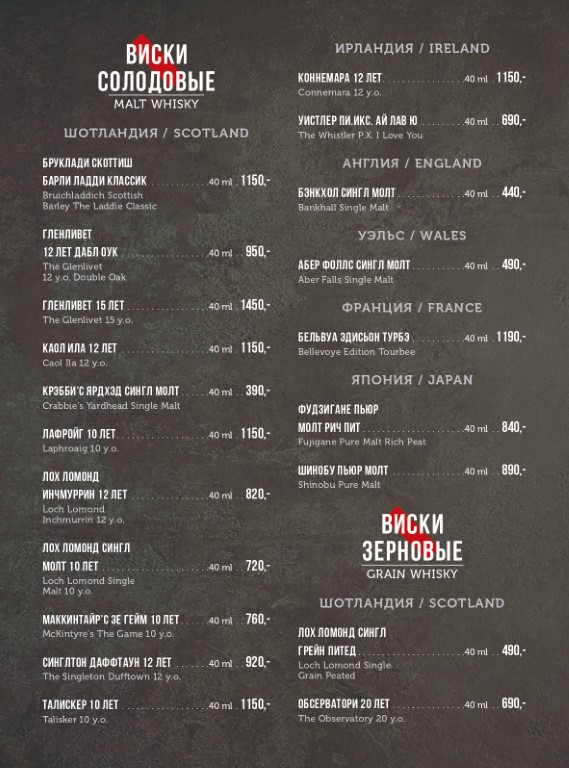 ВИСКИ
СОЛОДОВЫЕ
MALT WHISKY
ШОТЛАНДИЯ / SCOTLAND
БРУКЛАДИ СКОТТИШ
БАРЛИ ЛАДДИ КЛАССИК 40 ml 1150,-
Bruichladdich Scottish
Barley The Laddie Classic
ГЛЕНЛИВЕТ
12 ЛЕТ ДАБЛ ОУК 40 ml 950,-
The Glenlivet
12 y.o. Double Oak
ГЛЕНЛИВЕТ 15 ЛЕТ 40 ml 1450,-
The Glenlivet 15 y.o.
КАОЛ ИЛА 12 ЛЕТ 40 ml 1150,-
Caol Ila 12 y.o.
КРЭББИ'С ЯРДХЭД СИНГЛ МОЛТ 40 ml 390,-
Crabbie's Yardhead Single Malt
ЛАФРОЙГ 10 ЛЕТ 40 ml 1150,-
Laphroaig 10 y.o.
ЛОХ ЛОМОНД
ИНЧМУРРИН 12 ЛЕТ 40 ml 820,-
Loch Lomond
Inchmurrin 12 y.o.
ЛОХ ЛОМОНД СИНГЛ
МОЛТ 10 ЛЕТ 40 ml 720,-
Loch Lomond Single
Malt 10 y.o.
МАККИНТАЙР'С ЗЕ ГЕЙМ 10 ЛЕТ 40 ml 760,-
McKintyre's The Game 10 y.o.
СИНГЛТОН ДАФФТАУН 12 ЛЕТ 40 ml 920,-
The Singleton Dufftown 12 y.o.
ТАЛИСКЕР 10 ЛЕТ 40 ml 1150,-
Talisker 10 y.o.
ИРЛАНДИЯ / IRELAND
КОННЕМАРА 12 ЛЕТ 40 ml 1150,-
Connemara 12 y.o.
УИСТЛЕР ПИ.ИКС. АЙ ЛАВ Ю 40 ml 690,-
The Whistler P.X. I Love You
АНГЛИЯ / ENGLAND
БЭНКХОЛ СИНГЛ МОЛТ 40 ml 440,-
Bankhall Single Malt
УЭЛЬС / WALES
АБЕР ФОЛЛС СИНГЛ МОЛТ 40 ml 490,-
Aber Falls Single Malt
ФРАНЦИЯ / FRANCE
БЕЛЬВУА ЭДИСЬОН ТУРБЭ 40 ml 1190,-
Bellevoye Edition Tourbee
ЯПОНИЯ / JAPAN
ФУДЗИГАНЕ ПЬЮР
МОЛТ РИЧ ПИТ 40 ml 840,-
Fujigane Pure Malt Rich Peat
ШИНОБУ ПЬЮР МОЛТ 40 ml 890,-
Shinobu Pure Malt
ВИСКИ
ЗЕРНОВЫЕ
GRAIN WHISKY
ШОТЛАНДИЯ / SCOTLAND
ЛОХ ЛОМОНД СИНГЛ
ГРЕЙН ПИТЕД 40 ml 490,-
Loch Lomond Single
Grain Peated
ОБСЕРВАТОРИ 20 ЛЕТ 40 ml 690,-
The Observatory 20 y.o.